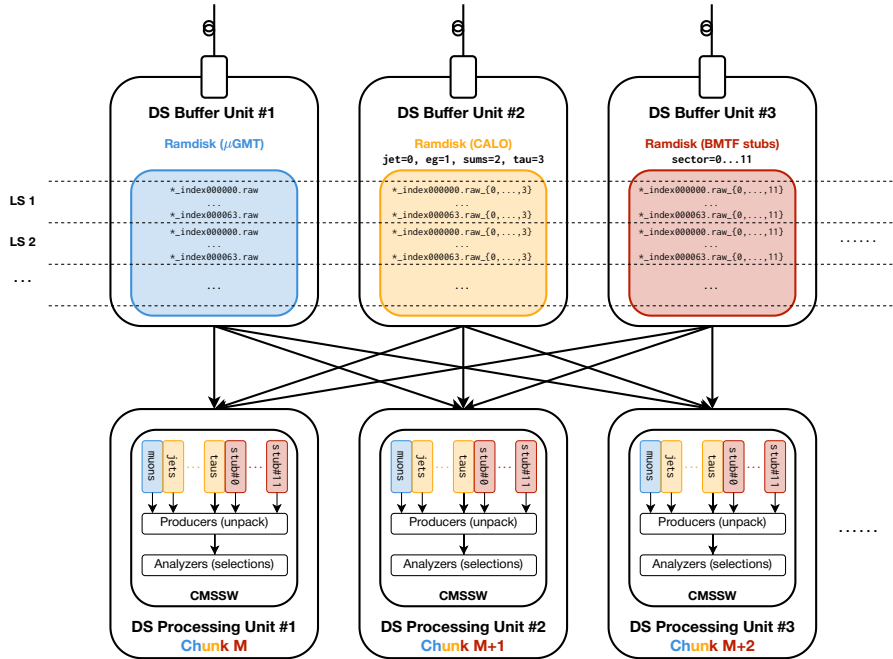 DS Buffer Unit #1
DS Buffer Unit #2
DS Buffer Unit #3
Ramdisk (μGMT)
Ramdisk (CALO)
jet=0, eg=1, sums=2, tau=3
Ramdisk (BMTF stubs)
sector=0...11
LS 1
*_index000000.raw
...
*_index000063.raw
*_index000000.raw_{0,...,3}
...
*_index000063.raw_{0,...,3}
*_index000000.raw_{0,...,11}
...
*_index000063.raw_{0,...,11}
LS 2
*_index000000.raw
...
*_index000063.raw
*_index000000.raw_{0,...,3}
...
*_index000063.raw_{0,...,3}
*_index000000.raw_{0,...,11}
...
*_index000063.raw_{0,...,11}
......
...
...
...
...
muons
jets
...
taus
stub#0
...
stub#11
Producers (unpack)
Analyzers (selections)
CMSSW
DS Processing Unit #1
Chunk M
muons
jets
...
taus
stub#0
...
stub#11
Producers (unpack)
Analyzers (selections)
CMSSW
DS Processing Unit #2
Chunk M+1
muons
jets
...
taus
stub#0
...
stub#11
Producers (unpack)
Analyzers (selections)
CMSSW
DS Processing Unit #3
Chunk M+2
......